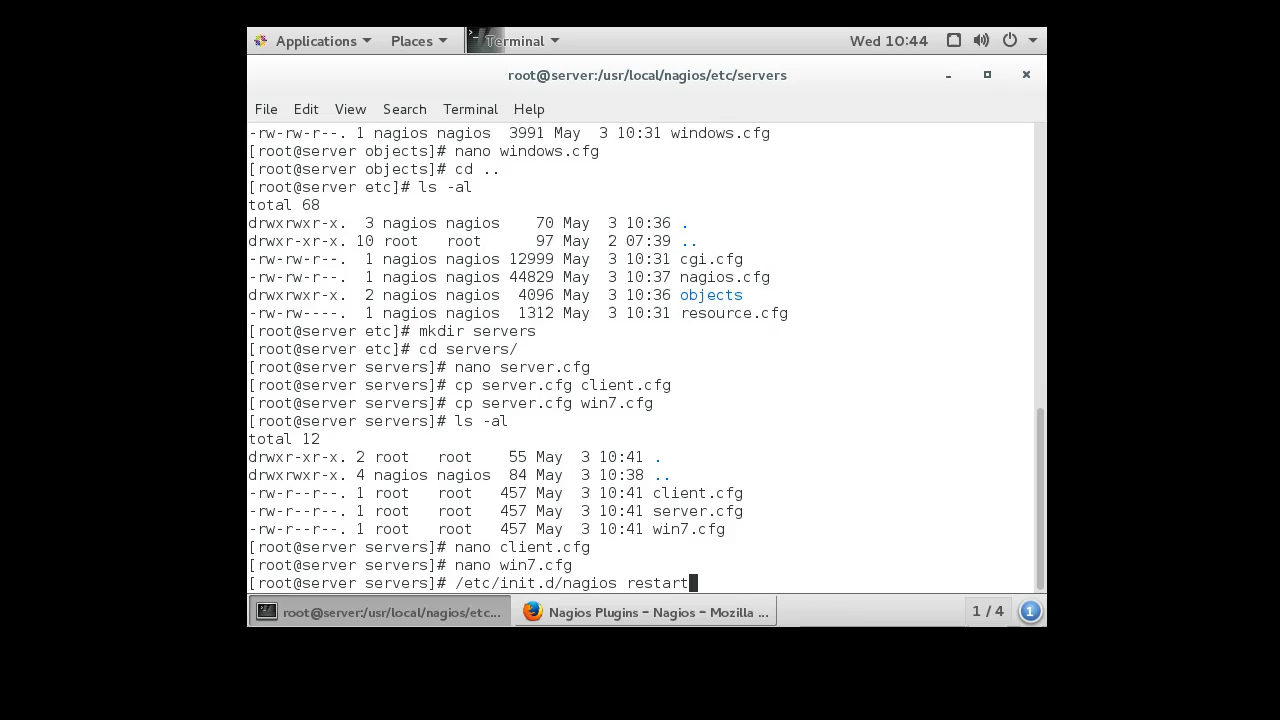 Applications Places Terminal Wed 10:44
root@server:/usr/local/nagios/etc/servers
File Edit View Search Terminal Help
-rw-rw-r--. 1 nagios nagios  3991 May  3 10:31 windows.cfg
[root@server objects]# nano windows.cfg
[root@server objects]# cd ..
[root@server etc]# ls -al
total 68
drwxrwxr-x.  3 nagios nagios    70 May  3 10:36 .
drwxr-xr-x. 10 root   root      97 May  2 07:39 ..
-rw-rw-r--.  1 nagios nagios 12999 May  3 10:31 cgi.cfg
-rw-rw-r--.  1 nagios nagios 44829 May  3 10:37 nagios.cfg
drwxrwxr-x.  2 nagios nagios  4096 May  3 10:36 objects
-rw-rw----.  1 nagios nagios  1312 May  3 10:31 resource.cfg
[root@server etc]# mkdir servers
[root@server etc]# cd servers/
[root@server servers]# nano server.cfg
[root@server servers]# cp server.cfg client.cfg
[root@server servers]# cp server.cfg win7.cfg
[root@server servers]# ls -al
total 12
drwxr-xr-x. 2 root   root    55 May  3 10:41 .
drwxrwxr-x. 4 nagios nagios  84 May  3 10:38 ..
-rw-r--r--. 1 root   root   457 May  3 10:41 client.cfg
-rw-r--r--. 1 root   root   457 May  3 10:41 server.cfg
-rw-r--r--. 1 root   root   457 May  3 10:41 win7.cfg
[root@server servers]# nano client.cfg
[root@server servers]# nano win7.cfg
[root@server servers]# /etc/init.d/nagios restart
root@server:/usr/local/nagios/etc... Nagios Plugins – Nagios – Mozilla ... 1 / 4 1